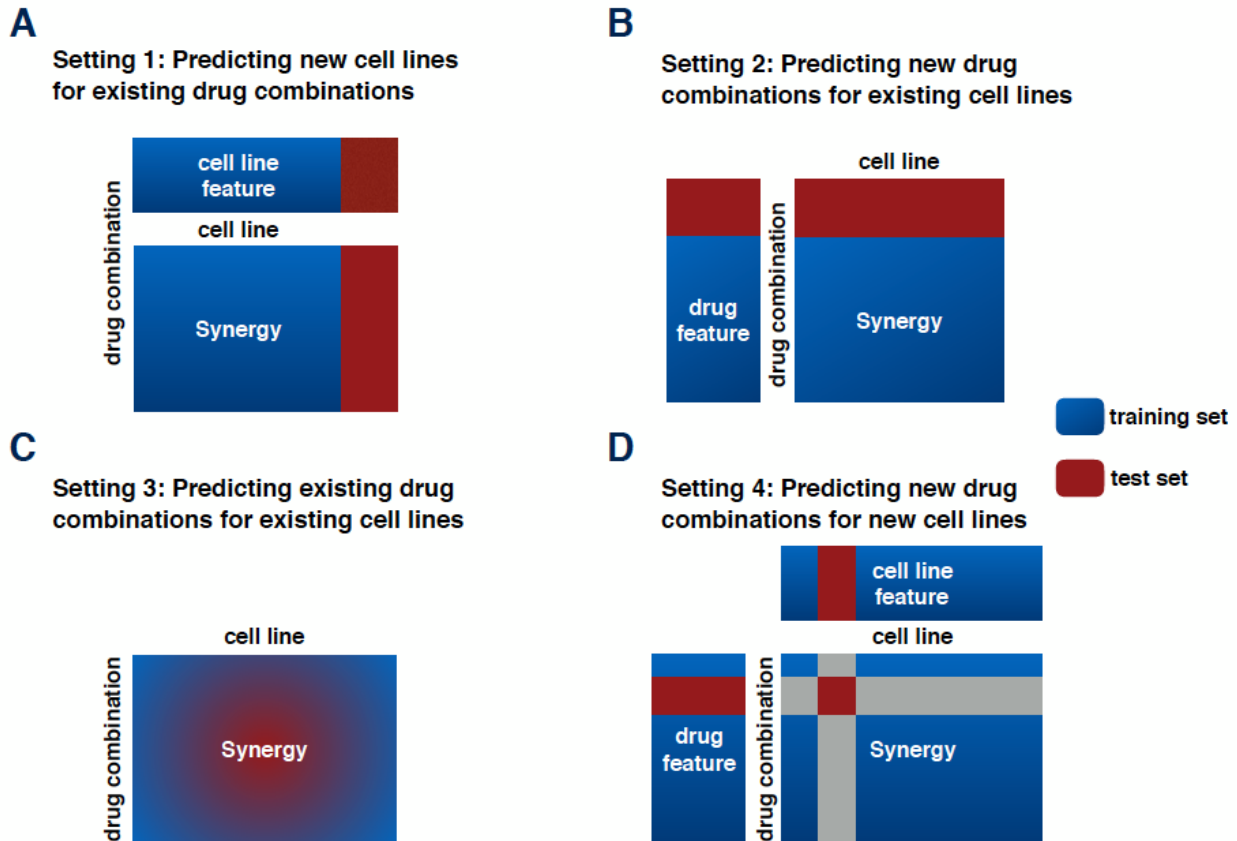 A
Setting 1: Predicting new cell lines
for existing drug combinations
cell line
feature
cell line
drug combination
Synergy
B
Setting 2: Predicting new drug
combinations for existing cell lines
cell line
drug
feature
drug combination
Synergy
training set
test set
C
Setting 3: Predicting existing drug
combinations for existing cell lines
cell line
drug combination
Synergy
D
Setting 4: Predicting new drug
combinations for new cell lines
cell line
feature
cell line
drug
feature
drug combination
Synergy